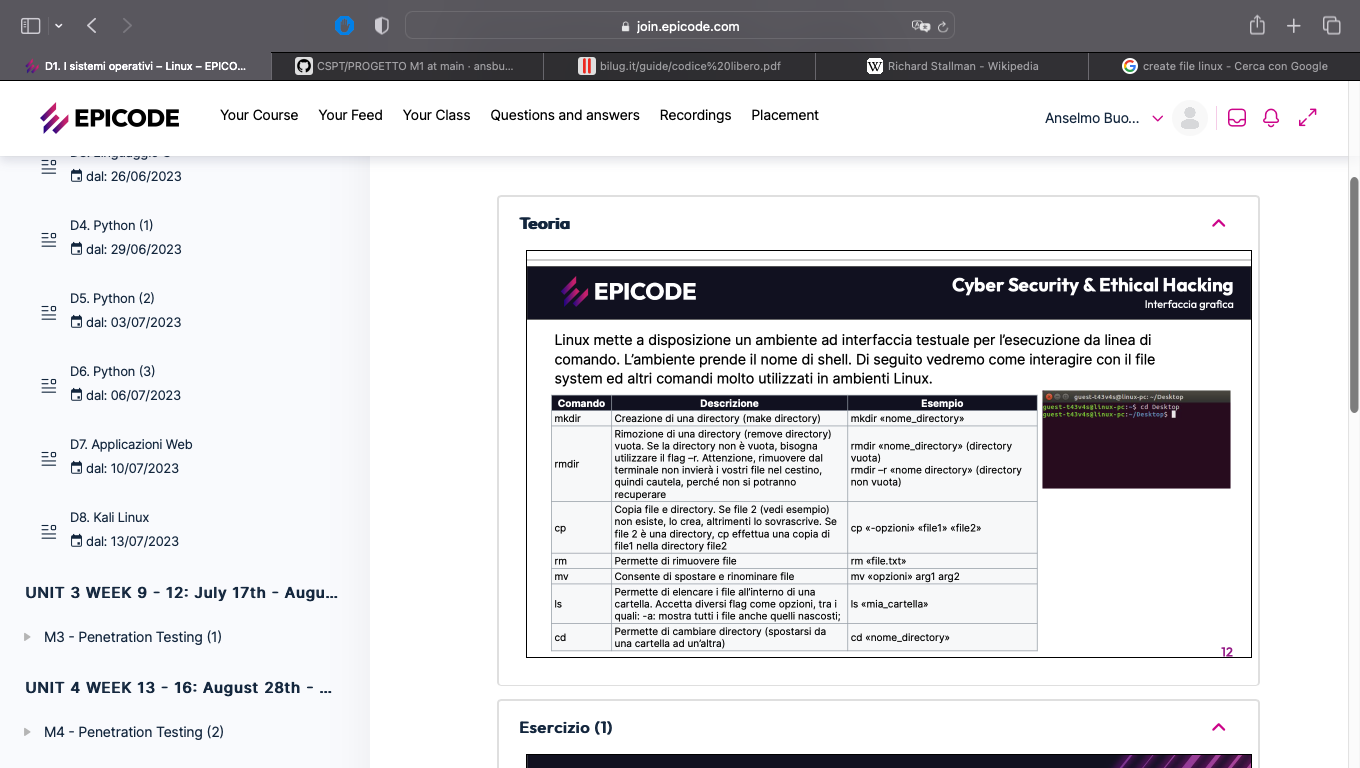 join.epicode.com
D1. I sistemi operativi – Linux – EPICO...
CSPT/PROGETTO M1 at main · ansbu...
bilug.it/guide/codice%20libero.pdf
Richard Stallman - Wikipedia
create file linux - Cerca con Google
EPICODE
Your Course
Your Feed
Your Class
Questions and answers
Recordings
Placement
Anselmo Buo...
dal: 26/06/2023
D4. Python (1)
dal: 29/06/2023
D5. Python (2)
dal: 03/07/2023
D6. Python (3)
dal: 06/07/2023
D7. Applicazioni Web
dal: 10/07/2023
D8. Kali Linux
dal: 13/07/2023
UNIT 3 WEEK 9 - 12: July 17th - Augu...
M3 - Penetration Testing (1)
UNIT 4 WEEK 13 - 16: August 28th - ...
M4 - Penetration Testing (2)
Teoria
EPICODE
Cyber Security & Ethical Hacking
Interfaccia grafica
Linux mette a disposizione un ambiente ad interfaccia testuale per l'esecuzione da linea di
comando. L'ambiente prende il nome di shell. Di seguito vedremo come interagire con il file
system ed altri comandi molto utilizzati in ambienti Linux.
Comando Descrizione Esempio
mkdir Creazione di una directory (make directory) mkdir «nome_directory»
rmdir
Rimozione di una directory (remove directory)
vuota. Se la directory non è vuota, bisogna
utilizzare il flag –r. Attenzione, rimuovere dal
terminale non invierà i vostri file nel cestino,
quindi cautela, perché non si potranno
recuperare
rmdir «nome_directory» (directory
vuota)
rmdir –r «nome directory» (directory
non vuota)
cp
Copia file e directory. Se file 2 (vedi esempio)
non esiste, lo crea, altrimenti lo sovrascrive. Se
file 2 è una directory, cp effettua una copia di
file1 nella directory file2
cp «-opzioni» «file1» «file2»
rm Permette di rimuovere file rm «file.txt»
mv Consente di spostare e rinominare file mv «opzioni» arg1 arg2
ls
Permette di elencare i file all'interno di una
cartella. Accetta diversi flag come opzioni, tra i
quali: -a: mostra tutti i file anche quelli nascosti;
ls «mia_cartella»
cd
Permette di cambiare directory (spostarsi da
una cartella ad un'altra)
cd «nome_directory»
guest-t43v4s@linux-pc: ~/Desktop
guest-t43v4s@linux-pc:~$ cd Desktop
guest-t43v4s@linux-pc:~/Desktop$
12
Esercizio (1)